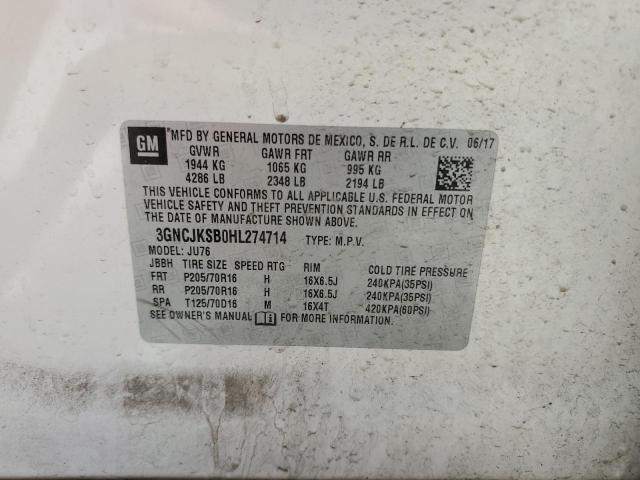 GM *MFD BY GENERAL MOTORS DE MEXICO, S. DE R.L. DE C.V. 06/17
GVWR GAWR FRT GAWR RR
1944 KG 1065 KG 995 KG
4286 LB 2348 LB 2194 LB
THIS VEHICLE CONFORMS TO ALL APPLICABLE U.S. FEDERAL MOTOR
VEHICLE SAFETY AND THEFT PREVENTION STANDARDS IN EFFECT ON
THE DATE OF MANUFACTURE SHOWN ABOVE.
3GNCJKSB0HL274714 TYPE: M.P.V.
MODEL: JU76
JBBH TIRE SIZE SPEED RTG RIM COLD TIRE PRESSURE
FRT P205/70R16 H 16X6.5J 240KPA(35PSI)
RR P205/70R16 H 16X6.5J 240KPA(35PSI)
SPA T125/70D16 M 16X4T 420KPA(60PSI)
SEE OWNER'S MANUAL FOR MORE INFORMATION.